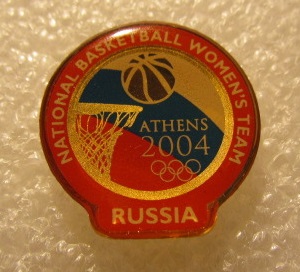 NATIONAL BASKETBALL WOMEN'S TEAM
ATHENS
2004
RUSSIA